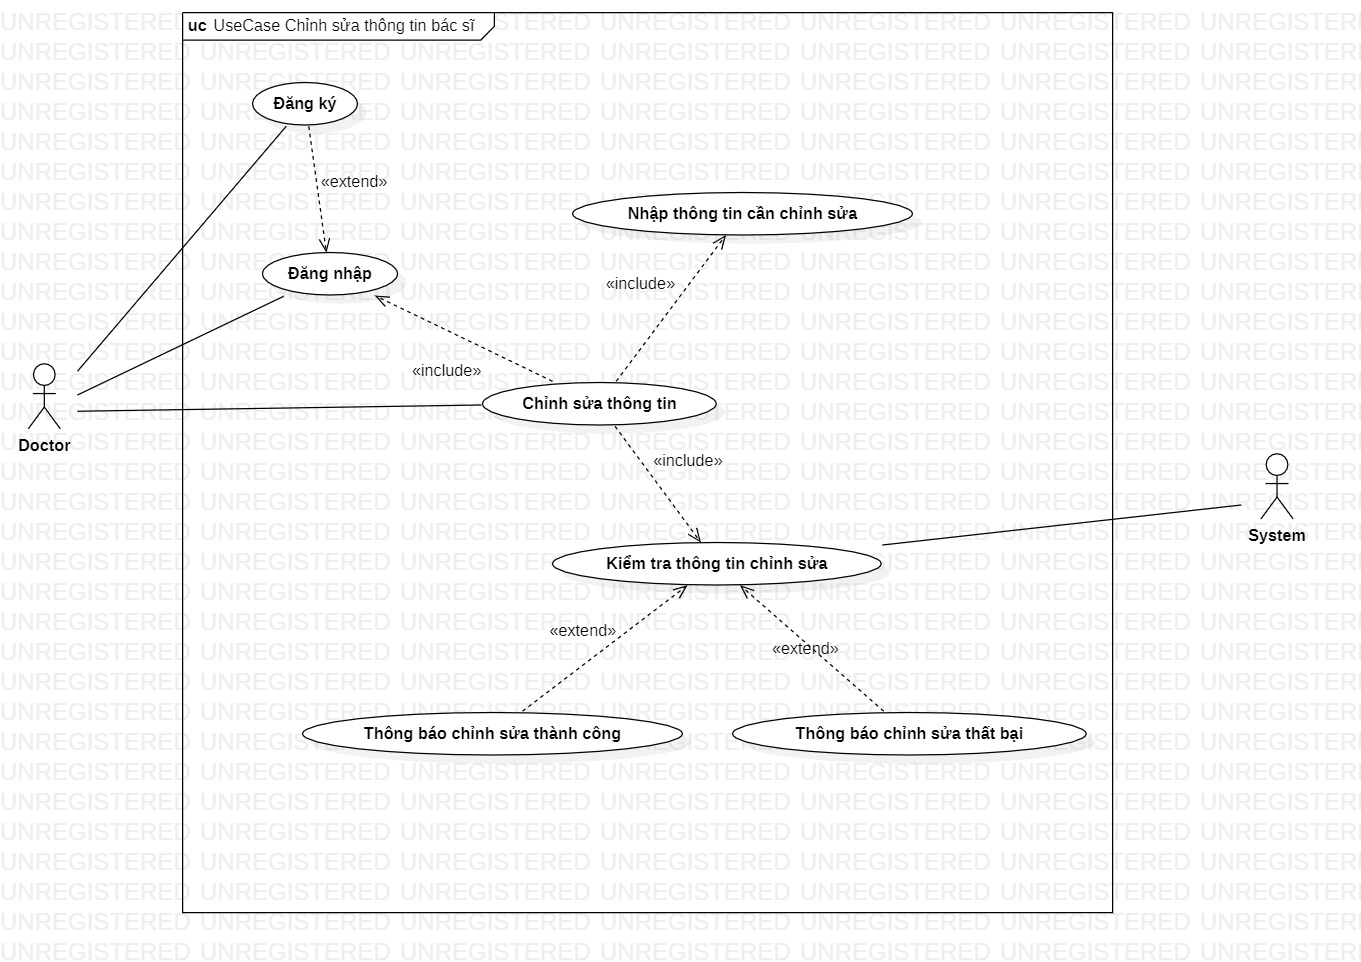 uc UseCase Chỉnh sửa thông tin bác sĩ
Đăng ký
«extend»
Nhập thông tin cần chỉnh sửa
Đăng nhập
«include»
«include»
Chỉnh sửa thông tin
Doctor
«include»
System
Kiểm tra thông tin chỉnh sửa
«extend»
«extend»
Thông báo chỉnh sửa thành công
Thông báo chỉnh sửa thất bại
UNREGISTERED